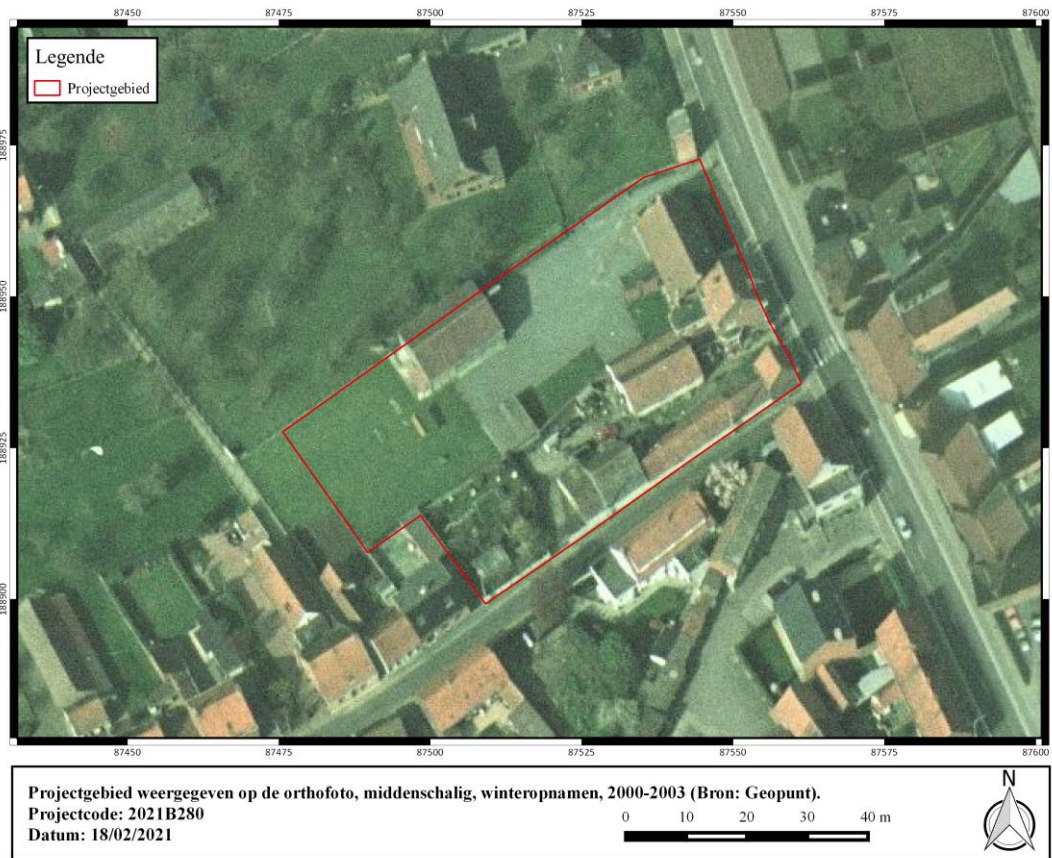 87450 87475 87500 87525 87550 87575 87600
Legende
Projectgebied
188975
188950
188925
188900
87450 87475 87500 87525 87550 87575 87600
Projectgebied weergegeven op de orthofoto, middenschalig, winteropnamen, 2000-2003 (Bron: Geopunt).
Projectcode: 2021B280
Datum: 18/02/2021
0 10 20 30 40 m
N